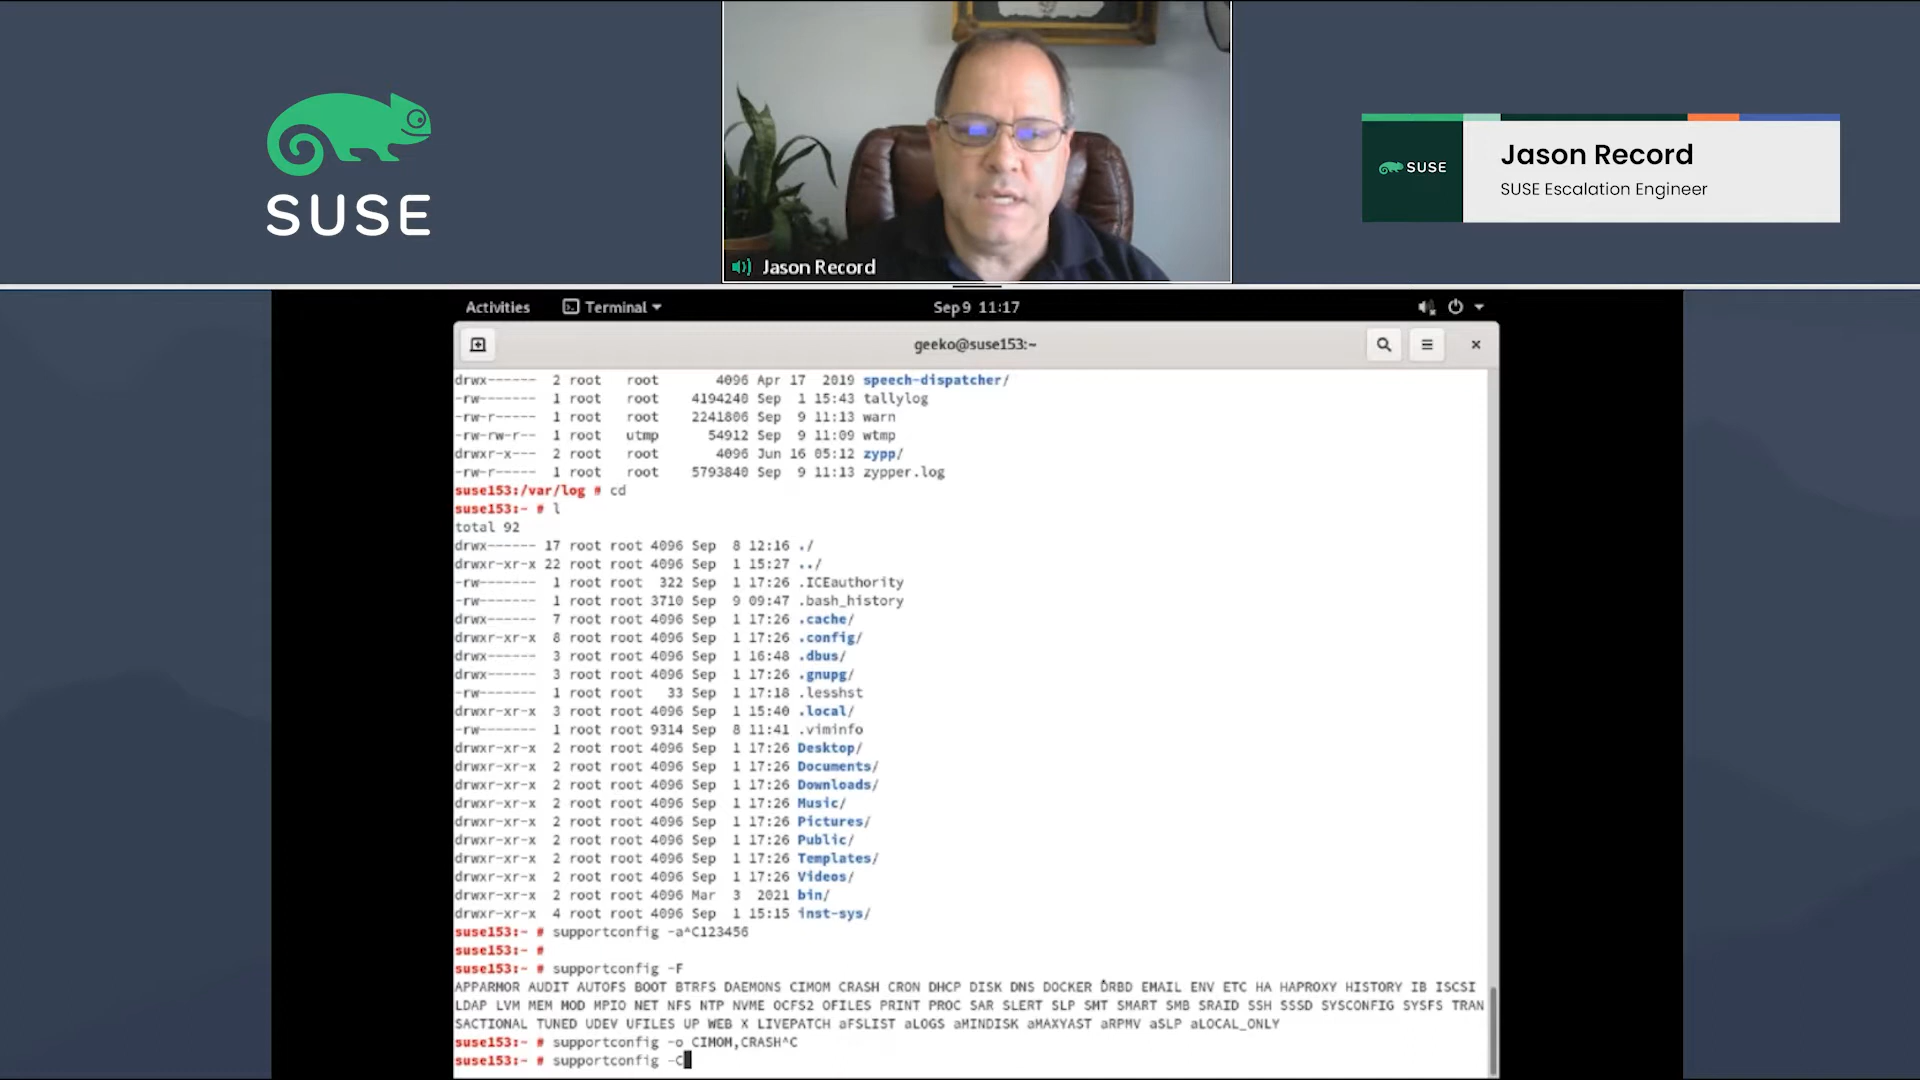 SUSE
Jason Record
SUSE
Jason Record
SUSE Escalation Engineer
Activities Terminal Sep 9 11:17
geeko@suse153:~
drwx------ 2 root root 4096 Apr 17 2019 speech-dispatcher/
-rw------- 1 root root 4194240 Sep 1 15:43 tallylog
-rw-r----- 1 root root 2241806 Sep 9 11:13 warn
-rw-rw-r-- 1 root utmp 54912 Sep 9 11:09 wtmp
drwxr-x--- 2 root root 4096 Jun 16 05:12 zypp/
-rw-r----- 1 root root 5793840 Sep 9 11:13 zypper.log
suse153:/var/log # cd
suse153:~ # l
total 92
drwx------ 17 root root 4096 Sep 8 12:16 ./
drwxr-xr-x 22 root root 4096 Sep 1 15:27 ../
-rw------- 1 root root 322 Sep 1 17:26 .ICEauthority
-rw------- 1 root root 3710 Sep 9 09:47 .bash_history
drwx------ 7 root root 4096 Sep 1 17:26 .cache/
drwxr-xr-x 8 root root 4096 Sep 1 17:26 .config/
drwx------ 3 root root 4096 Sep 1 16:48 .dbus/
drwx------ 3 root root 4096 Sep 1 17:26 .gnupg/
-rw------- 1 root root 33 Sep 1 17:18 .lesshst
drwxr-xr-x 3 root root 4096 Sep 1 15:40 .local/
-rw------- 1 root root 9314 Sep 8 11:41 .viminfo
drwxr-xr-x 2 root root 4096 Sep 1 17:26 Desktop/
drwxr-xr-x 2 root root 4096 Sep 1 17:26 Documents/
drwxr-xr-x 2 root root 4096 Sep 1 17:26 Downloads/
drwxr-xr-x 2 root root 4096 Sep 1 17:26 Music/
drwxr-xr-x 2 root root 4096 Sep 1 17:26 Pictures/
drwxr-xr-x 2 root root 4096 Sep 1 17:26 Public/
drwxr-xr-x 2 root root 4096 Sep 1 17:26 Templates/
drwxr-xr-x 2 root root 4096 Sep 1 17:26 Videos/
drwxr-xr-x 2 root root 4096 Mar 3 2021 bin/
drwxr-xr-x 4 root root 4096 Sep 1 15:15 inst-sys/
suse153:~ # supportconfig -a^C123456
suse153:~ #
suse153:~ # supportconfig -F
APPARMOR AUDIT AUTOFS BOOT BTRFS DAEMONS CIMOM CRASH CRON DHCP DISK DNS DOCKER DRBD EMAIL ENV ETC HA HAPROXY HISTORY IB ISCSI
LDAP LVM MEM MOD MPIO NET NFS NTP NVME OCFS2 OFILES PRINT PROC SAR SLERT SLP SMT SMART SMB SRAID SSH SSSD SYSCONFIG SYSFS TRAN
SACTIONAL TUNED UDEV UFILES UP WEB X LIVEPATCH aFSLIST aLOGS aMINDISK aMAXYAST aRPMV aSLP aLOCAL_ONLY
suse153:~ # supportconfig -o CIMOM,CRASH^C
suse153:~ # supportconfig -C